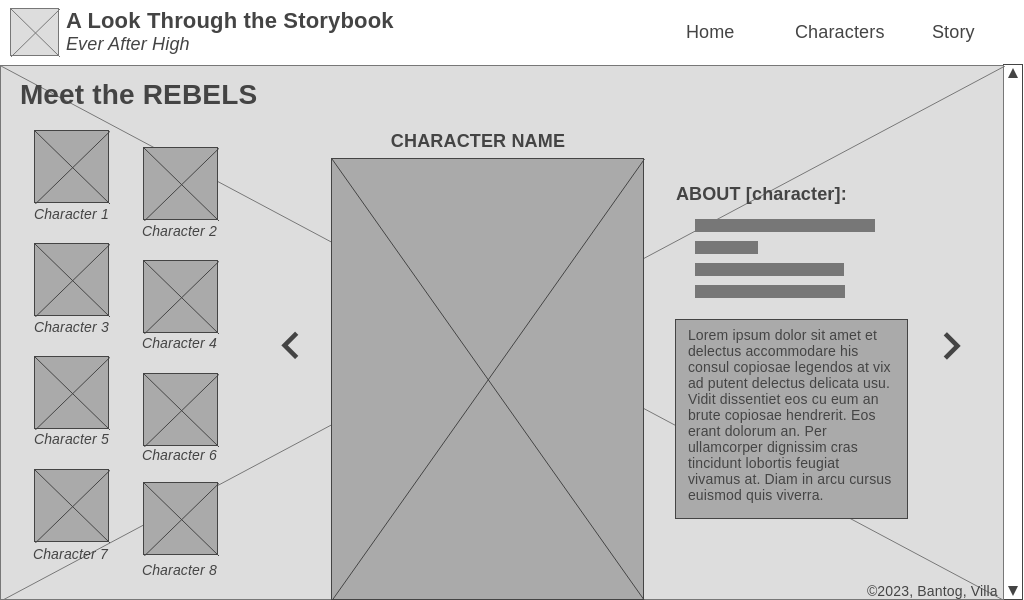 A Look Through the Storybook
Ever After High
Home
Characters
Story
Meet the REBELS
Character 1
Character 2
Character 3
Character 4
Character 5
Character 6
Character 7
Character 8
CHARACTER NAME
ABOUT [character]:
Lorem ipsum dolor sit amet et
delectus accommodare his
consul copiosae legendos at vix
ad putent delectus delicata usu.
Vidit dissentiet eos cu eum an
brute copiosae hendrerit. Eos
erant dolorum an. Per
ullamcorper dignissim cras
tincidunt lobortis feugiat
vivamus at. Diam in arcu cursus
euismod quis viverra.
©2023, Bantog, Villa